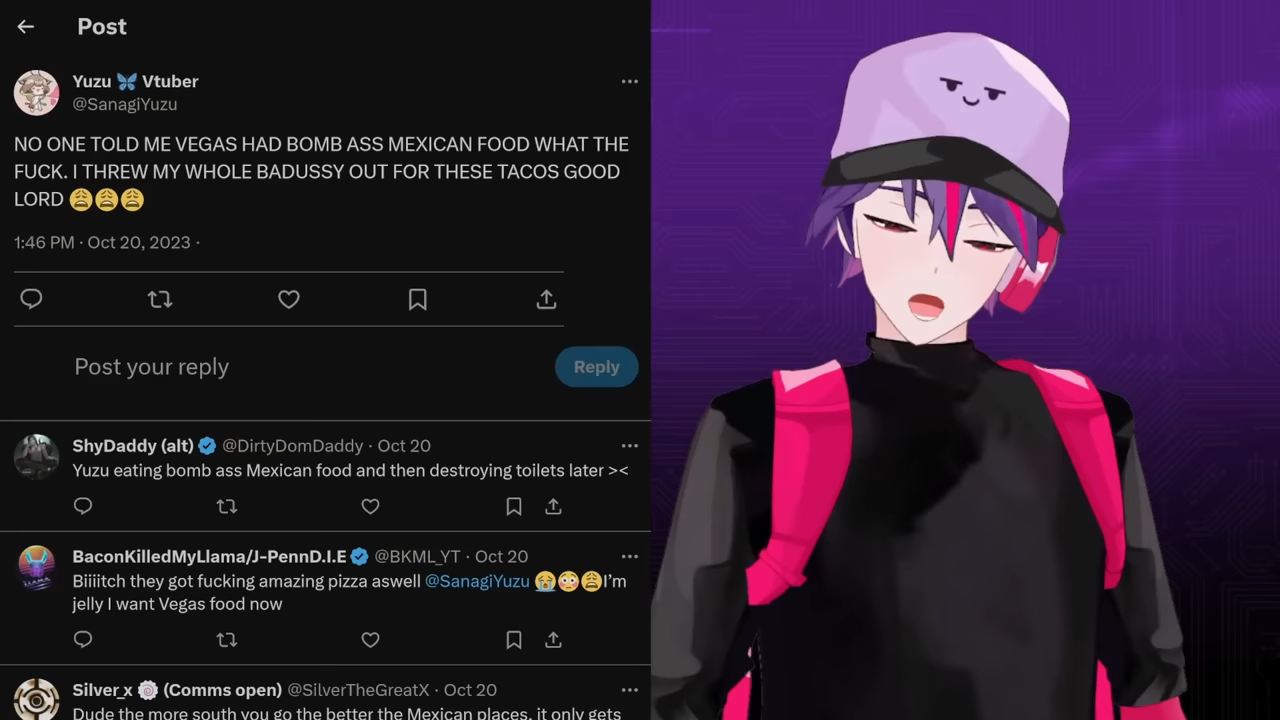 Post
Yuzu 🦋 Vtuber
@SanagiYuzu
NO ONE TOLD ME VEGAS HAD BOMB ASS MEXICAN FOOD WHAT THE
FUCK. I THREW MY WHOLE BADUSSY OUT FOR THESE TACOS GOOD
LORD 😩😩😩
1:46 PM · Oct 20, 2023 ·
Post your reply
Reply
ShyDaddy (alt) @DirtyDomDaddy · Oct 20
Yuzu eating bomb ass Mexican food and then destroying toilets later ><
BaconKilledMyLlama/J-PennD.I.E @BKML_YT · Oct 20
Biiiitch they got fucking amazing pizza aswell @SanagiYuzu 😭😳😩I'm
jelly I want Vegas food now
Silver_x 🍥 (Comms open) @SilverTheGreatX · Oct 20
Dude the more south you go the better the Mexican places, it only gets